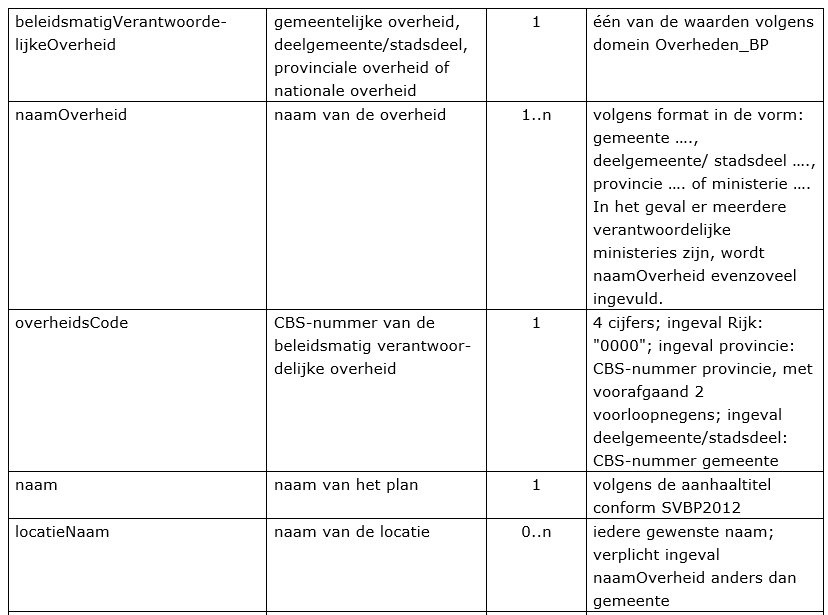 beleidsmatigVerantwoorde-
lijkeOverheid
gemeentelijke overheid,
deelgemeente/stadsdeel,
provinciale overheid of
nationale overheid
1
één van de waarden volgens
domein Overheden_BP
naamOverheid
naam van de overheid
1..n
volgens format in de vorm:
gemeente ….,
deelgemeente/ stadsdeel ….,
provincie …. of ministerie ….
In het geval er meerdere
verantwoordelijke
ministeries zijn, wordt
naamOverheid evenzoveel
ingevuld.
overheidsCode
CBS-nummer van de
beleidsmatig verantwoor-
delijke overheid
1
4 cijfers; ingeval Rijk:
"0000"; ingeval provincie:
CBS-nummer provincie, met
voorafgaand 2
voorloopnegens; ingeval
deelgemeente/stadsdeel:
CBS-nummer gemeente
naam
naam van het plan
1
volgens de aanhaaltitel
conform SVBP2012
locatieNaam
naam van de locatie
0..n
iedere gewenste naam;
verplicht ingeval
naamOverheid anders dan
gemeente